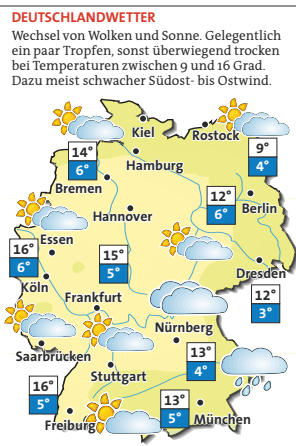 DEUTSCHLANDWETTER
Wechsel von Wolken und Sonne. Gelegentlich
ein paar Tropfen, sonst überwiegend trocken
bei Temperaturen zwischen 9 und 16 Grad.
Dazu meist schwacher Südost- bis Ostwind.
Kiel
Rostock
14°
6°
Hamburg
9°
4°
Bremen
12°
6°
Berlin
Hannover
16°
6°
Essen
15°
5°
Dresden
Köln
Frankfurt
12°
3°
Nürnberg
Saarbrücken
13°
4°
Stuttgart
16°
5°
13°
5°
Freiburg
München